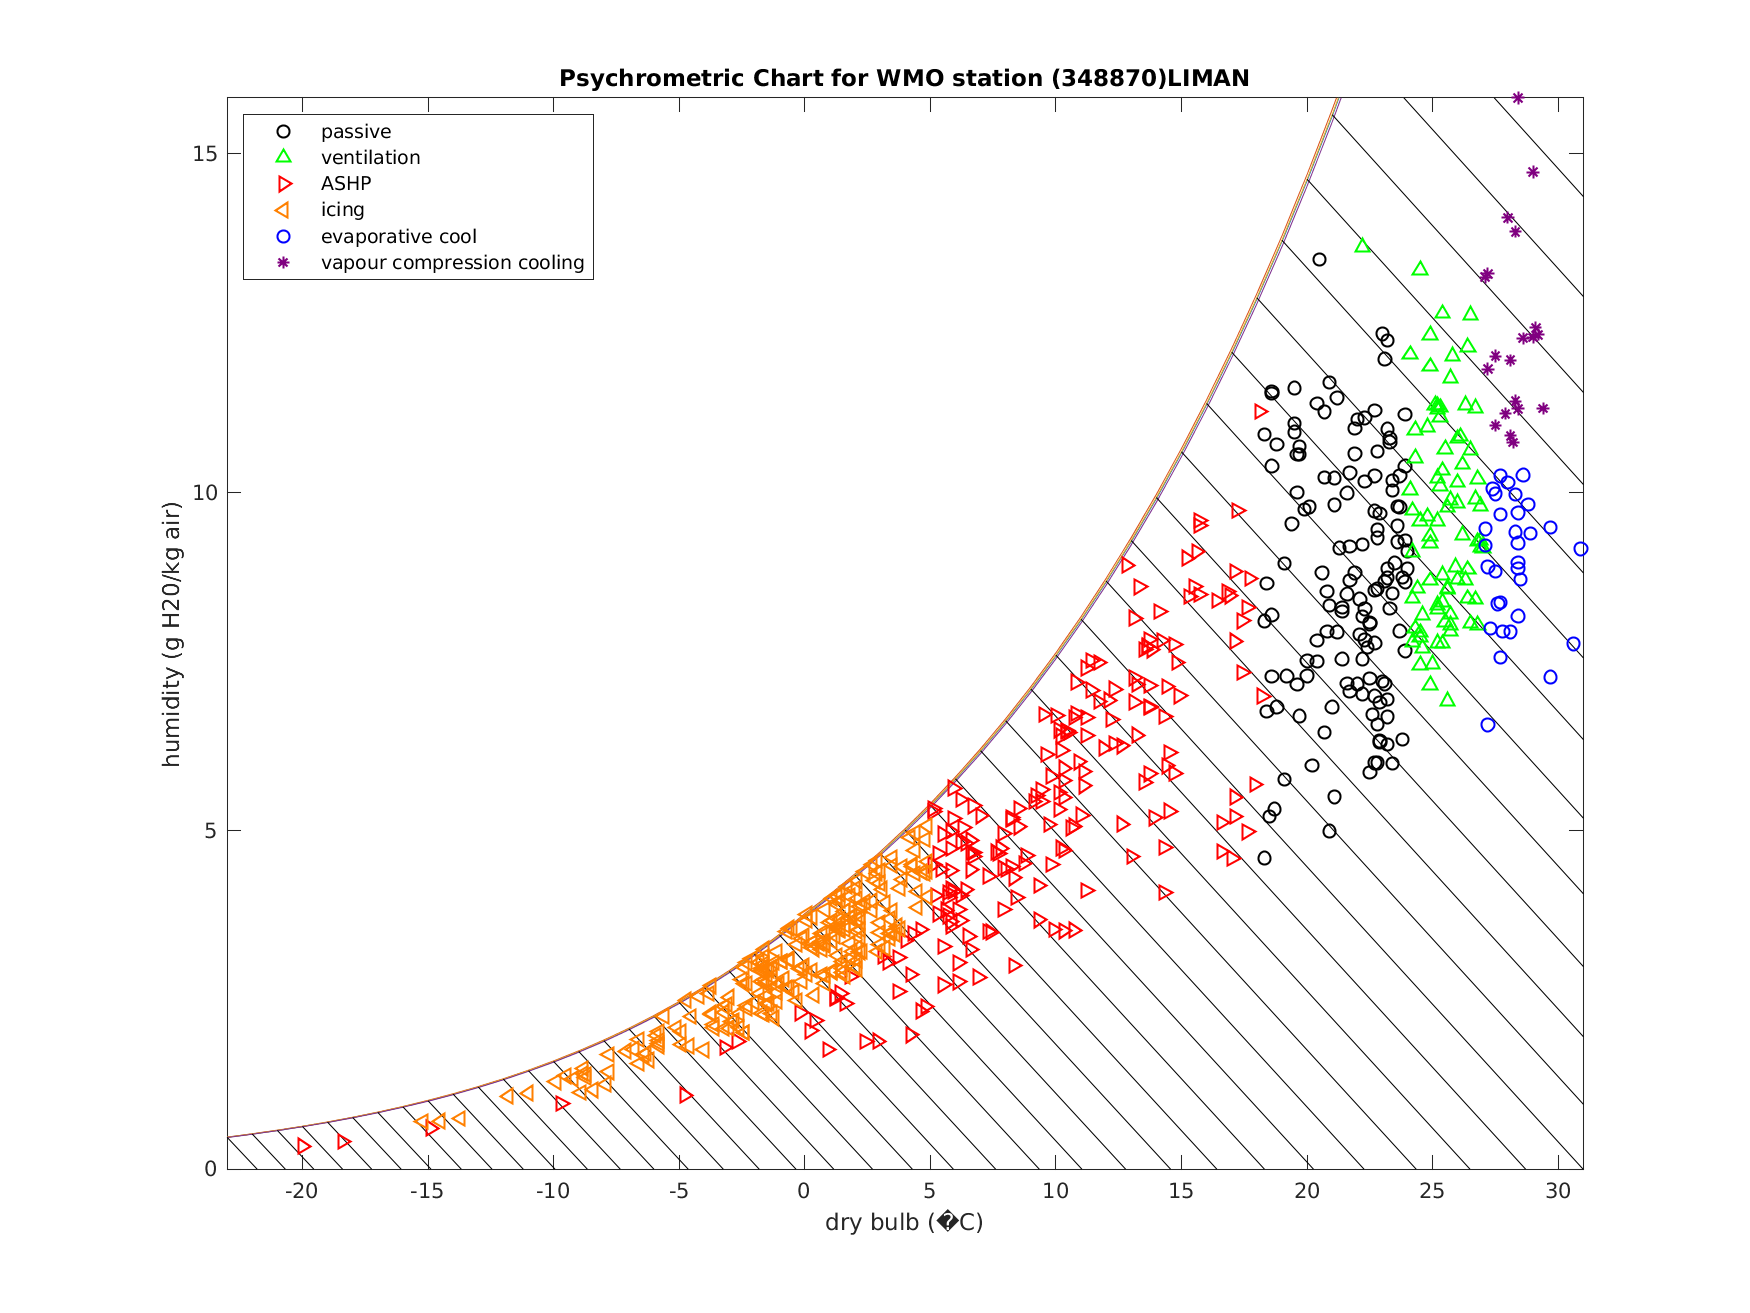 Psychrometric Chart for WMO station (348870)LIMAN
passive
ventilation
ASHP
icing
evaporative cool
vapour compression cooling
15
10
5
0
humidity (g H20/kg air)
-20 -15 -10 -5 0 5 10 15 20 25 30
dry bulb (�C)